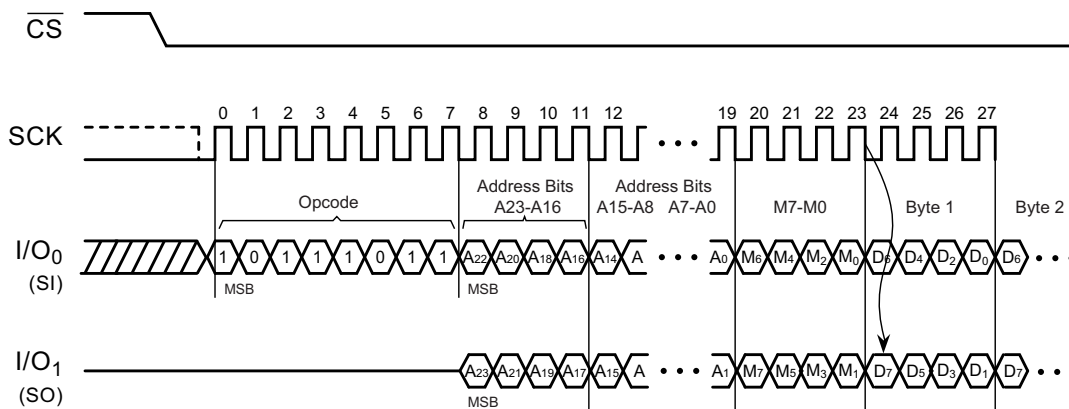 CS
0 1 2 3 4 5 6 7 8 9 10 11 12 19 20 21 22 23 24 25 26 27
SCK
• • •
Opcode
Address Bits
A23-A16
Address Bits
A15-A8 A7-A0
M7-M0
Byte 1
Byte 2
I/O0
(SI)
1 0 1 1 1 0 1 1 A22 A20 A18 A16 A14 A • • • A0 M6 M4 M2 M0 D6 D4 D2 D0 D6 • • •
MSB MSB
I/O1
(SO)
A23 A21 A19 A17 A15 A • • • A1 M7 M5 M3 M1 D7 D5 D3 D1 D7 • • •
MSB